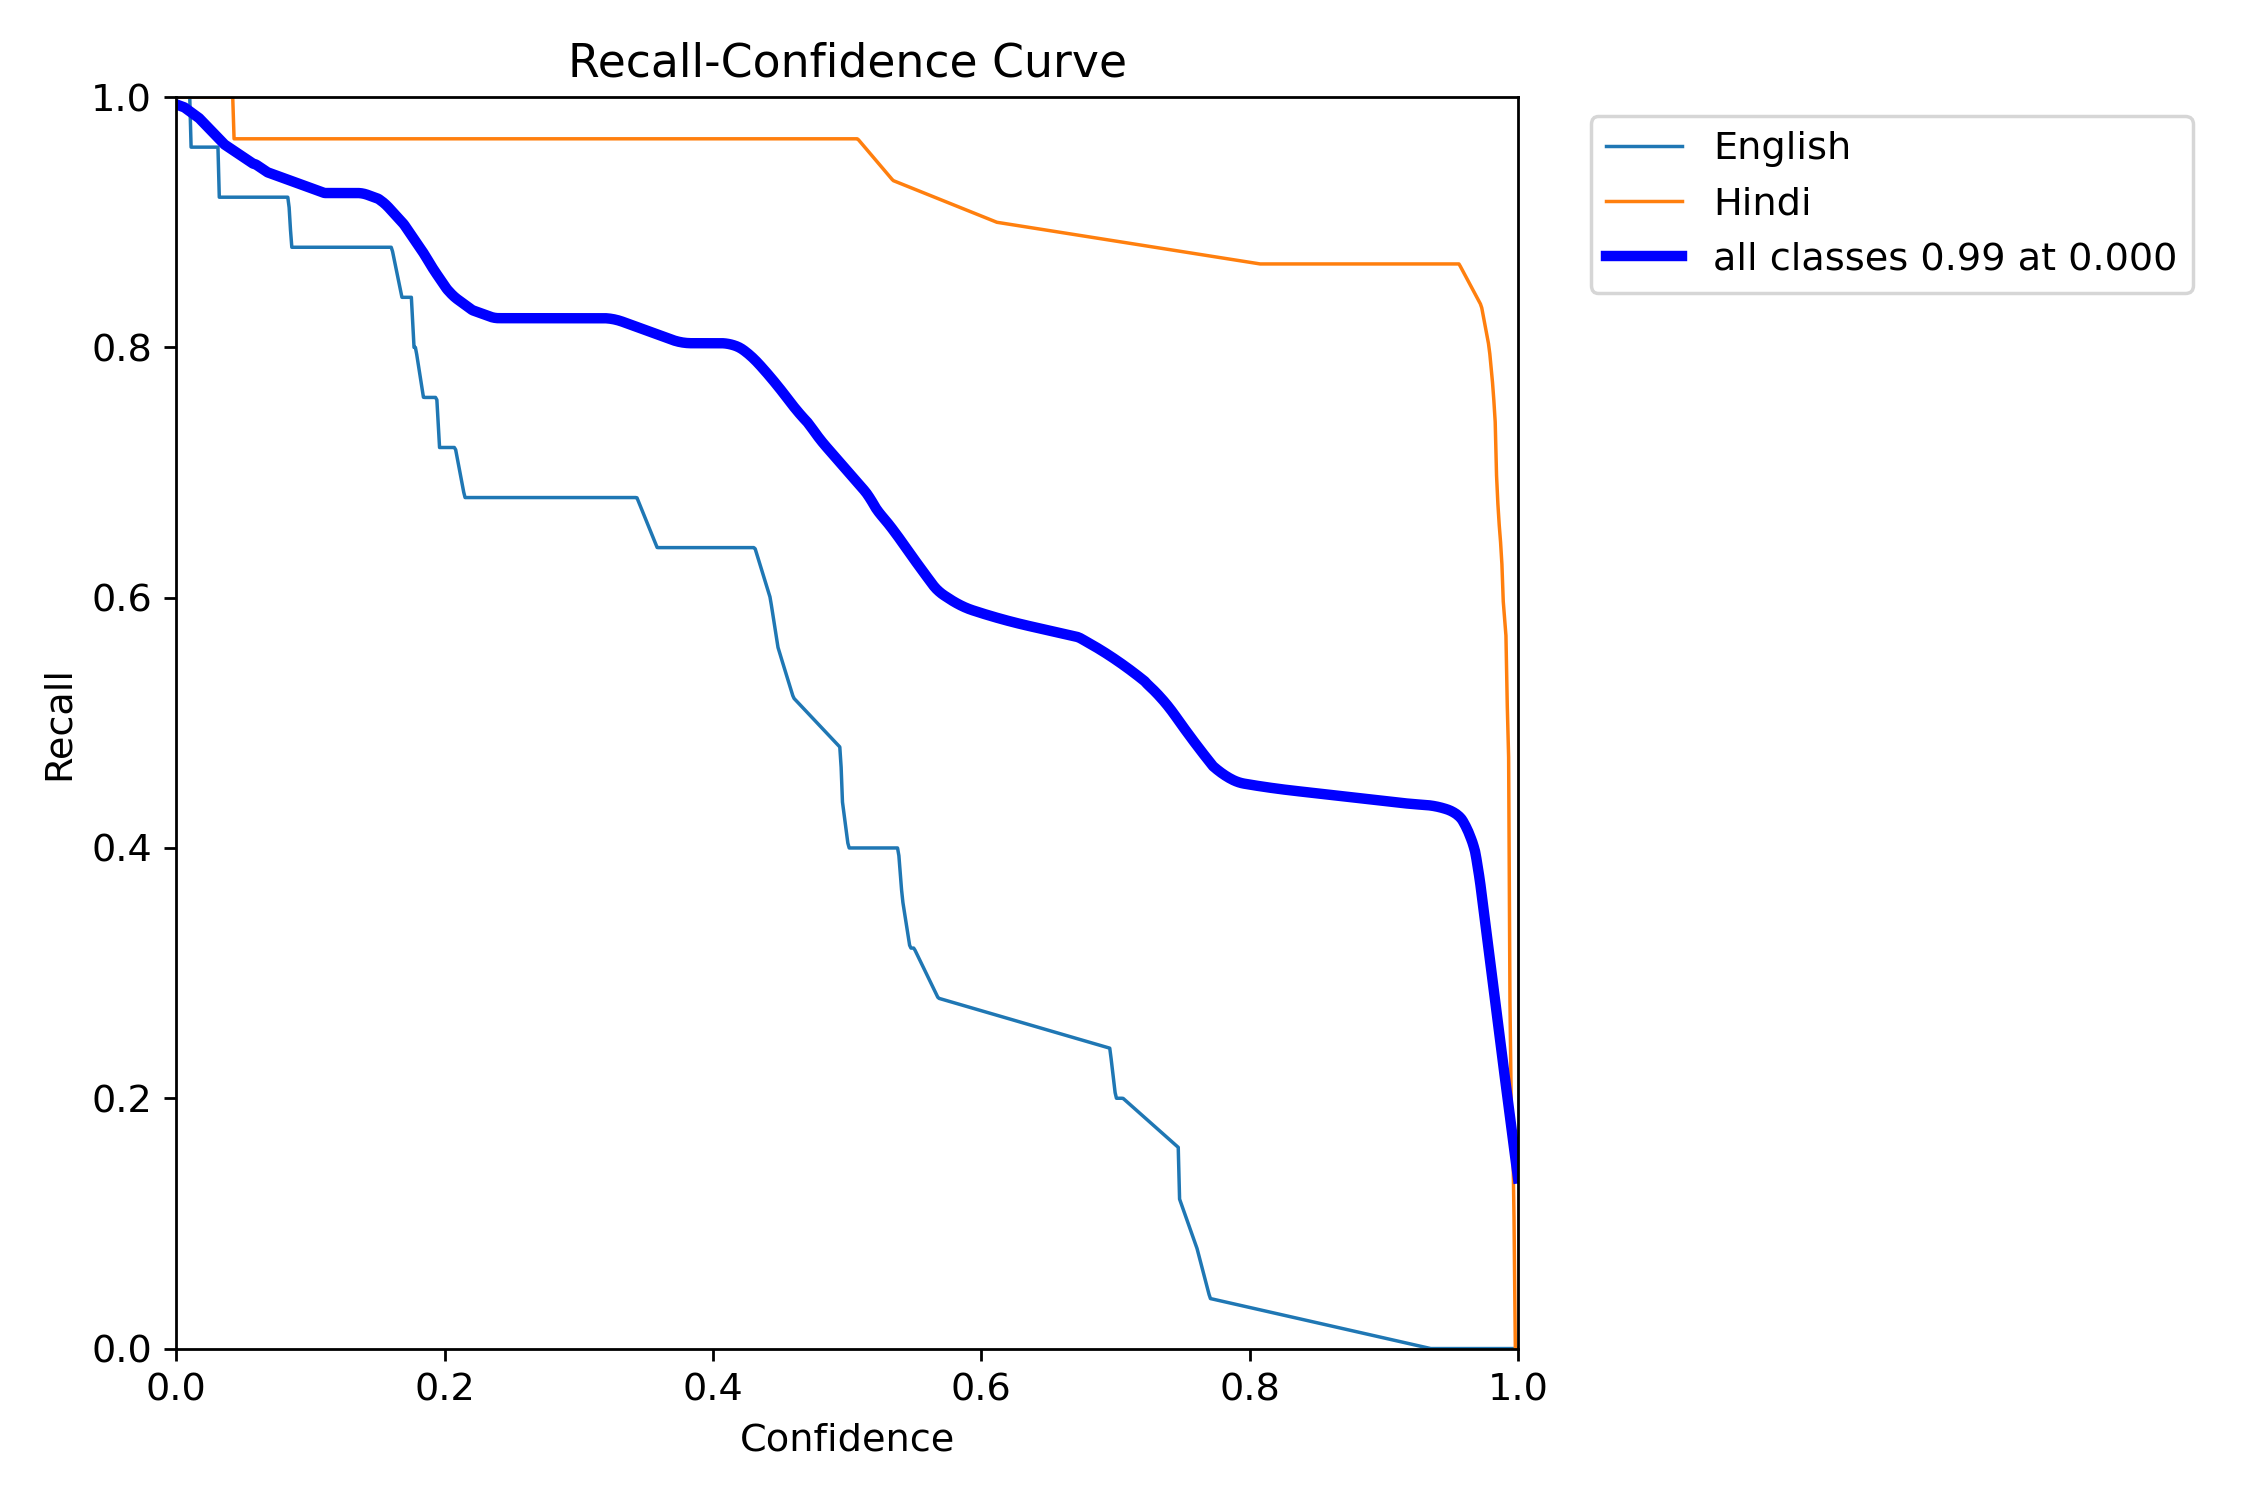 Recall-Confidence Curve
English
Hindi
all classes 0.99 at 0.000
1.0
0.8
0.6
0.4
0.2
0.0
Recall
0.0 0.2 0.4 0.6 0.8 1.0
Confidence